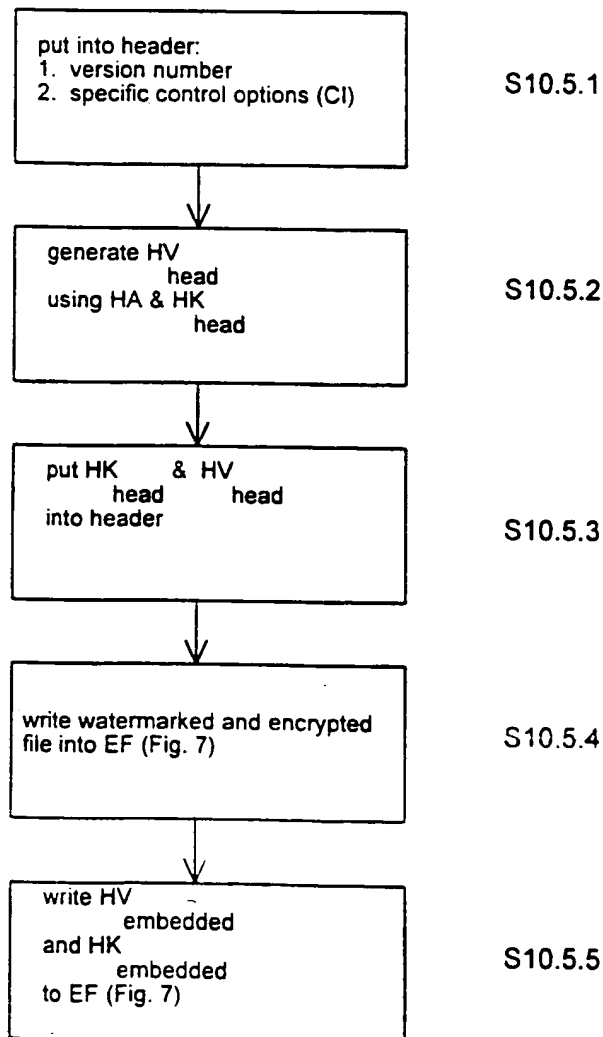 put into header:
1. version number
2. specific control options (CI)
S10.5.1
generate HV
head
using HA & HK
head
S10.5.2
put HK & HV
head head
into header
S10.5.3
write watermarked and encrypted
file into EF (Fig. 7)
S10.5.4
write HV
embedded
and HK
embedded
to EF (Fig. 7)
S10.5.5